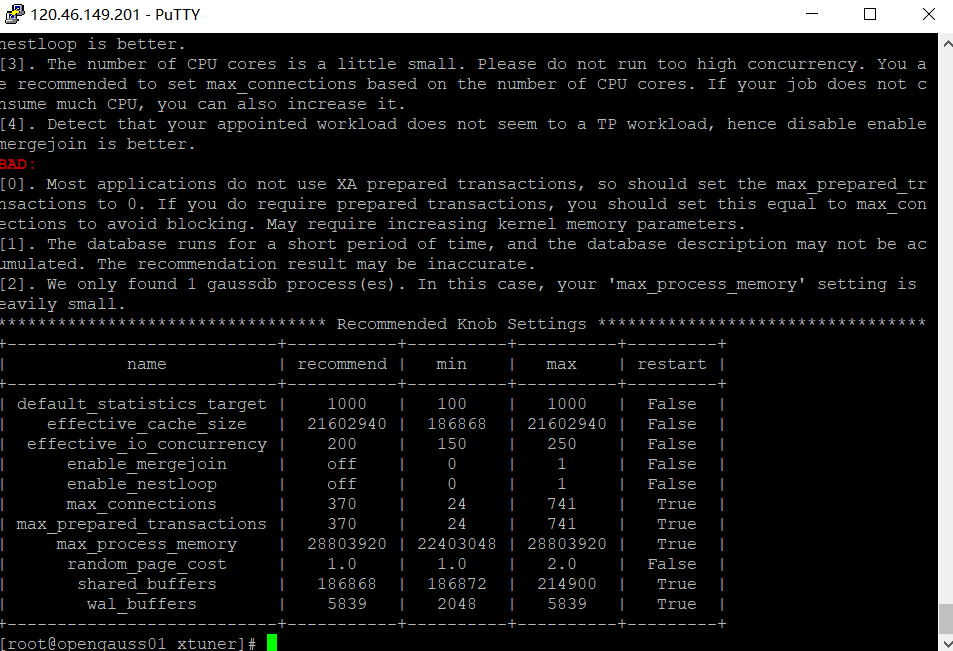 120.46.149.201 - PuTTY
nestloop is better.
[3]. The number of CPU cores is a little small. Please do not run too high concurrency. You a
e recommended to set max_connections based on the number of CPU cores. If your job does not c
nsume much CPU, you can also increase it.
[4]. Detect that your appointed workload does not seem to a TP workload, hence disable enable
mergejoin is better.
BAD:
[0]. Most applications do not use XA prepared transactions, so should set the max_prepared_tr
nsactions to 0. If you do require prepared transactions, you should set this equal to max_con
ections to avoid blocking. May require increasing kernel memory parameters.
[1]. The database runs for a short period of time, and the database description may not be ac
umulated. The recommendation result may be inaccurate.
[2]. We only found 1 gaussdb process(es). In this case, your 'max_process_memory' setting is
eavily small.
********************************* Recommended Knob Settings *********************************
+---------------------------+-----------+----------+----------+---------+
| name | recommend | min | max | restart |
+---------------------------+-----------+----------+----------+---------+
| default_statistics_target | 1000 | 100 | 1000 | False |
| effective_cache_size | 21602940 | 186868 | 21602940 | False |
| effective_io_concurrency | 200 | 150 | 250 | False |
| enable_mergejoin | off | 0 | 1 | False |
| enable_nestloop | off | 0 | 1 | False |
| max_connections | 370 | 24 | 741 | True |
| max_prepared_transactions | 370 | 24 | 741 | True |
| max_process_memory | 28803920 | 22403048 | 28803920 | True |
| random_page_cost | 1.0 | 1.0 | 2.0 | False |
| shared_buffers | 186868 | 186872 | 214900 | True |
| wal_buffers | 5839 | 2048 | 5839 | True |
+---------------------------+-----------+----------+----------+---------+
[root@opengauss01 xtuner]#